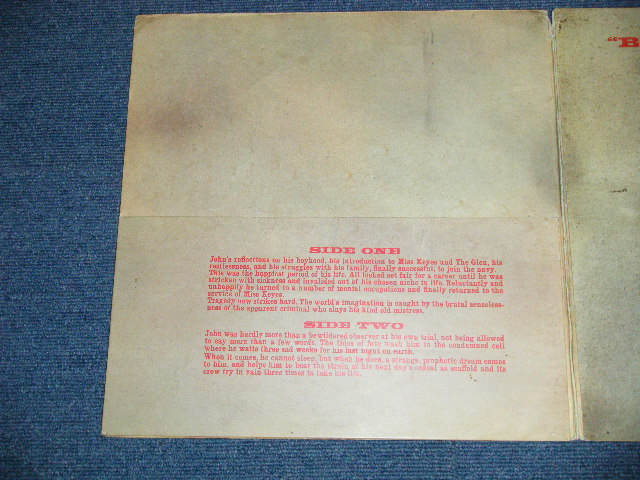 "B
SIDE ONE
John's reflections on his boyhood, his introduction to Miss Keyes and The Glen, his
restlessness, and his struggles with his family, finally successful, to join the navy.
This was the happiest period of his life. All looked set fair for a career until he was
stricken with sickness and invalided out of his chosen niche in life. Reluctantly and
unhappily he turned to a number of menial occupations and finally returned to the
service of Miss Keyes.
Tragedy now strikes hard. The world's imagination is caught by the brutal senseless-
ness of the apparent criminal who slays his kind old mistress.
SIDE TWO
John was hardly more than a bewildered observer at his own trial, not being allowed
to say more than a few words. The tides of fate wash him to the condemned cell
where he waits three sad weeks for his last night on earth.
When it comes, he cannot sleep, but when he does, a strange, prophetic dream comes
to him, and helps him to bear the strain of his next day's ordeal as scaffold and its
crew try in vain three times to take his life.